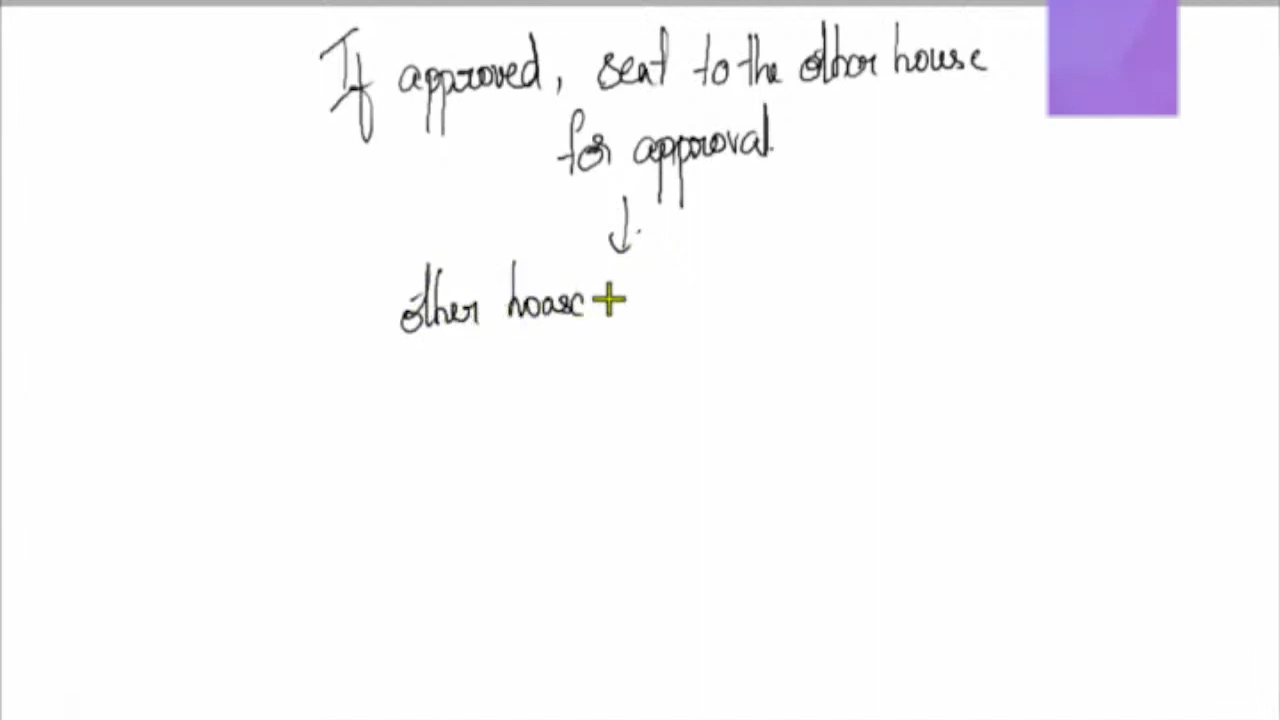 If approved, sent to the other house
for approval.
↓
other house